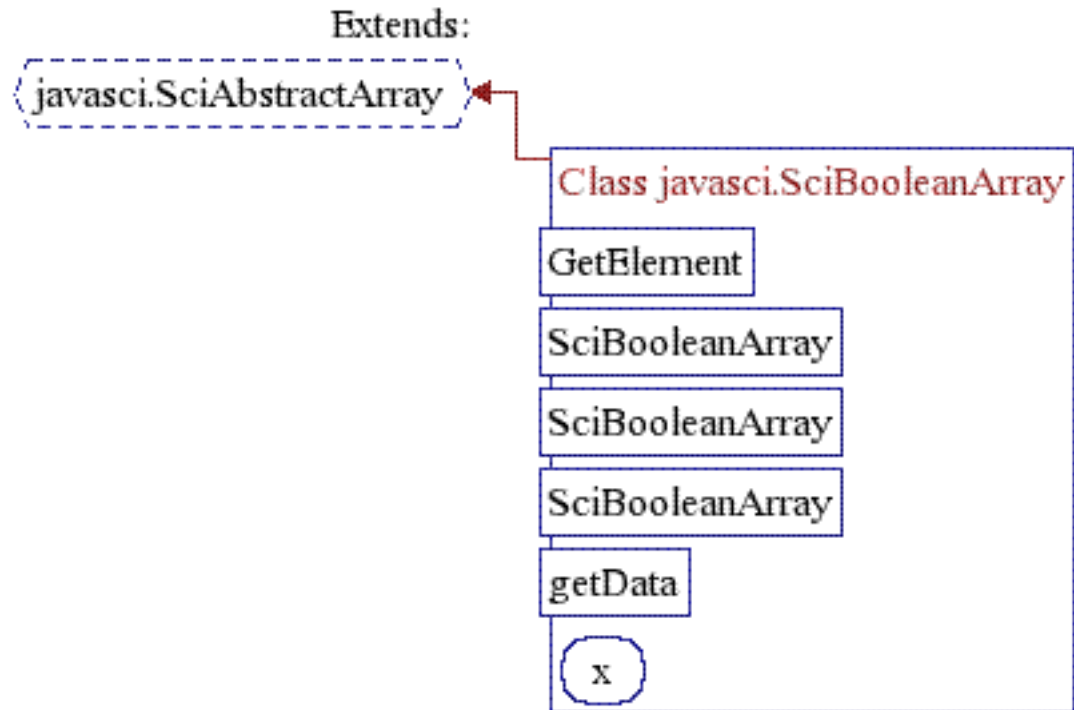 Extends:
javasci.SciAbstractArray
Class javasci.SciBooleanArray
GetElement
SciBooleanArray
SciBooleanArray
SciBooleanArray
getData
x